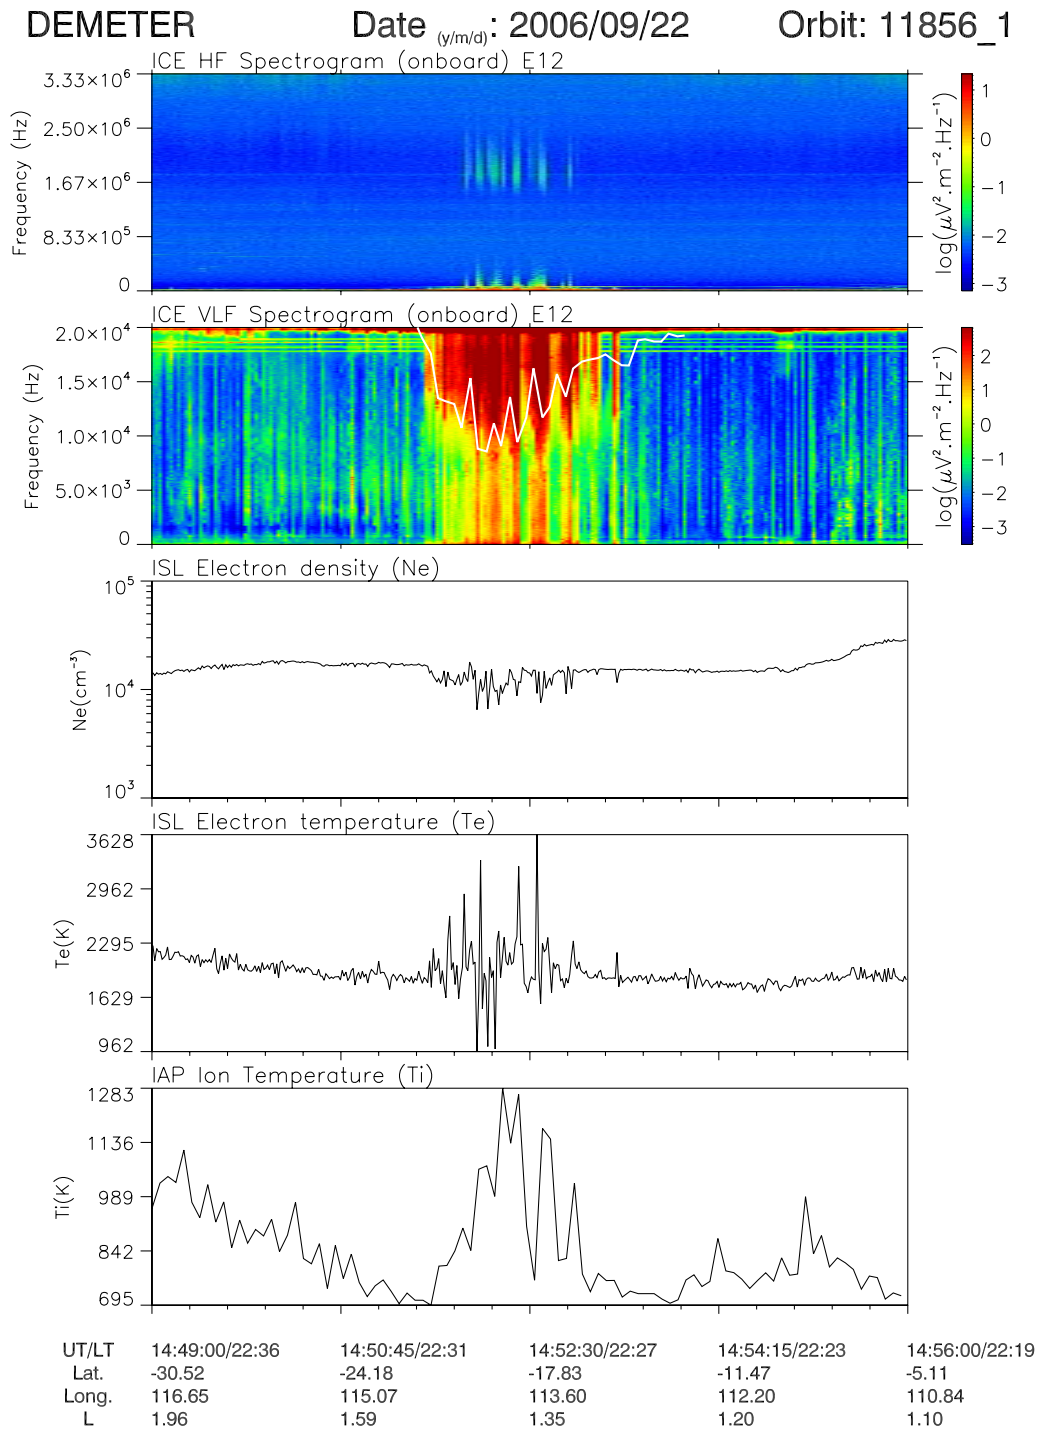 DEMETER Date (y/m/d): 2006/09/22 Orbit: 11856_1
ICE HF Spectrogram (onboard) E12
3.33×10⁶
2.50×10⁶
1.67×10⁶
8.33×10⁵
0
Frequency (Hz)
1
0
−1
−2
−3
log(μV².m⁻².Hz⁻¹)
ICE VLF Spectrogram (onboard) E12
2.0×10⁴
1.5×10⁴
1.0×10⁴
5.0×10³
0
Frequency (Hz)
2
1
0
−1
−2
−3
log(μV².m⁻².Hz⁻¹)
ISL Electron density (Ne)
10⁵
10⁴
10³
Ne(cm⁻³)
ISL Electron temperature (Te)
3628
2962
2295
1629
962
Te(K)
IAP Ion Temperature (Ti)
1283
1136
989
842
695
Ti(K)
UT/LT 14:49:00/22:36 14:50:45/22:31 14:52:30/22:27 14:54:15/22:23 14:56:00/22:19
Lat. -30.52 -24.18 -17.83 -11.47 -5.11
Long. 116.65 115.07 113.60 112.20 110.84
L 1.96 1.59 1.35 1.20 1.10